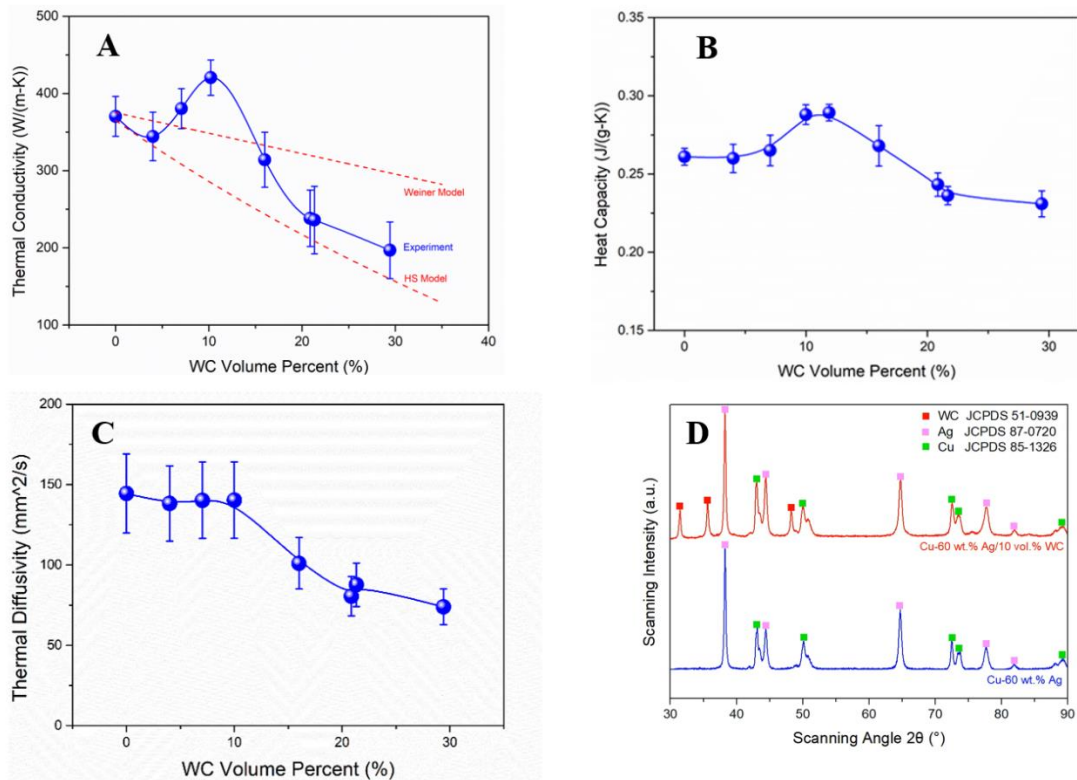 A
Thermal Conductivity (W/(m-K))
500
400
300
200
100
0
10
20
30
40
WC Volume Percent (%)
Weiner Model
Experiment
HS Model
B
Heat Capacity (J/(g-K))
0.35
0.30
0.25
0.20
0.15
0
10
20
30
WC Volume Percent (%)
C
Thermal Diffusivity (mm^2/s)
200
150
100
50
0
0
10
20
30
WC Volume Percent (%)
D
WC JCPDS 51-0939
Ag JCPDS 87-0720
Cu JCPDS 85-1326
Scanning Intensity (a.u.)
Cu-60 wt.% Ag/10 vol.% WC
Cu-60 wt.% Ag
30
40
50
60
70
80
90
Scanning Angle 2θ (°)